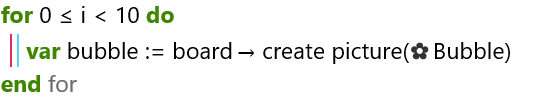 for 0 ≤ i < 10 do
var bubble := board → create picture(✿ Bubble)
end for